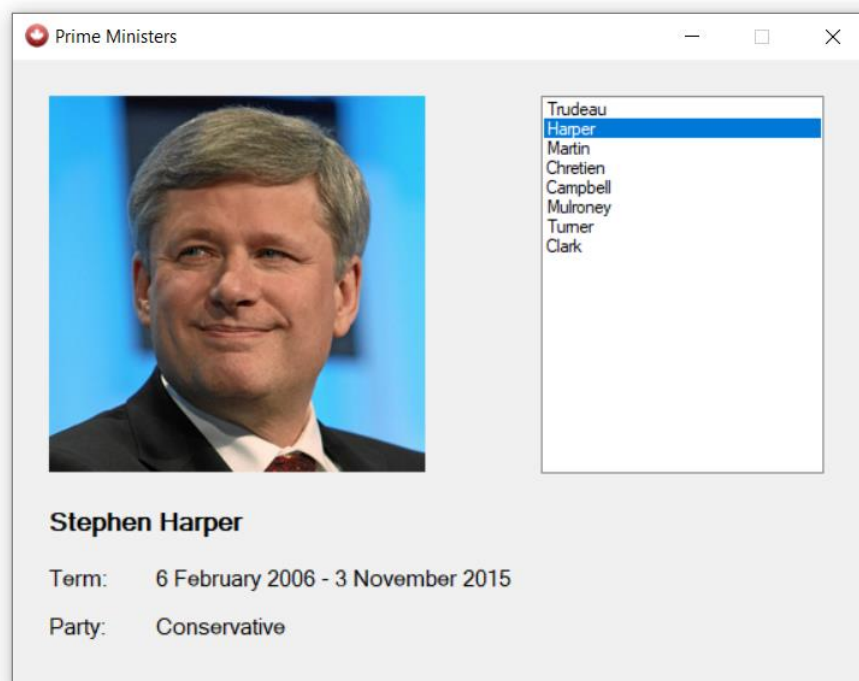 Prime Ministers
Trudeau
Harper
Martin
Chretien
Campbell
Mulroney
Turner
Clark
Stephen Harper
Term: 6 February 2006 - 3 November 2015
Party: Conservative